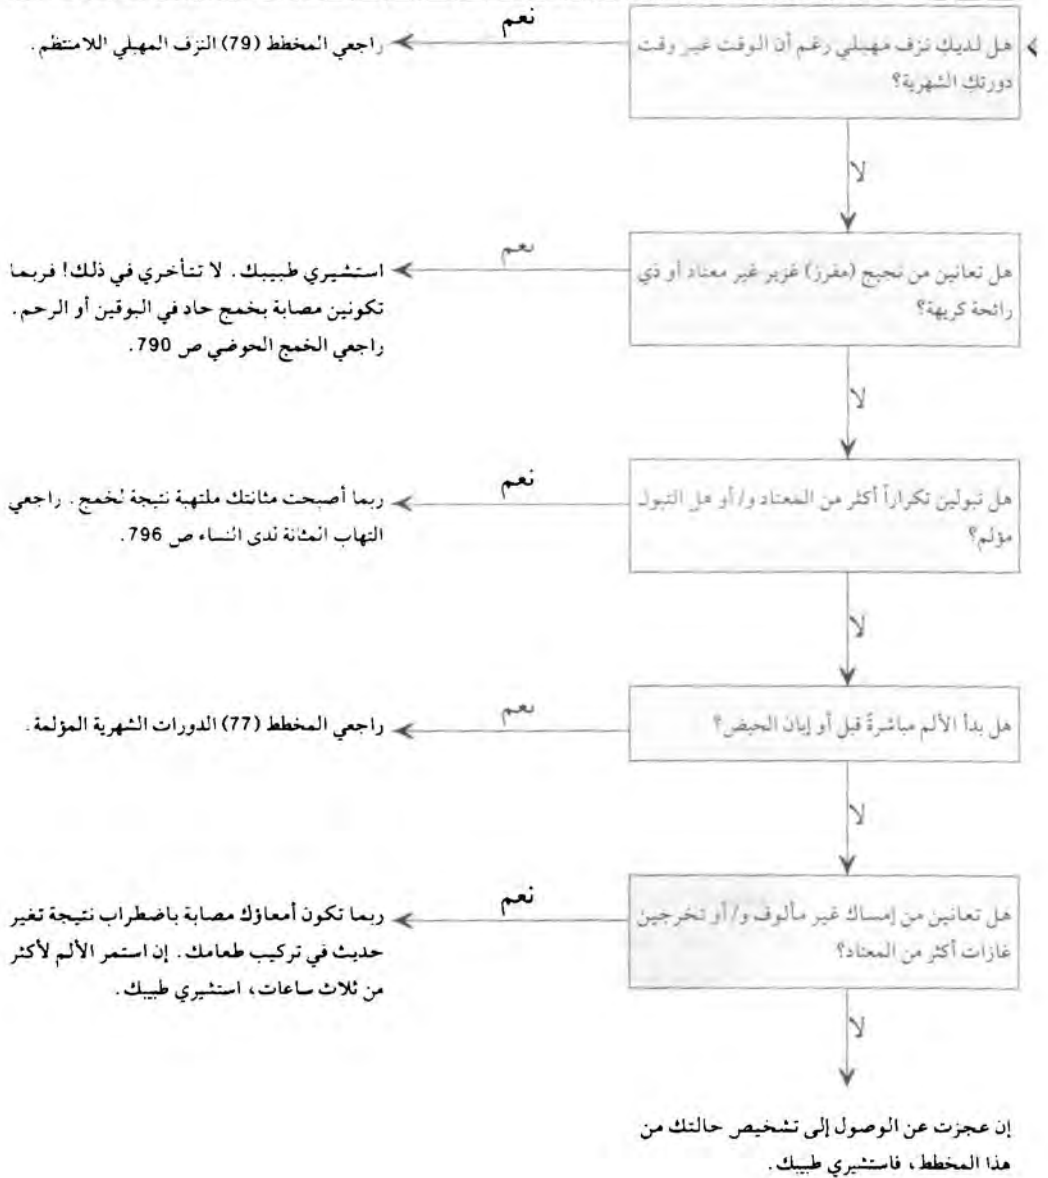 هل لديك نزف مهبلي رغم أن الوقت غير وقت
دورتك الشهرية؟
نعم
راجعي المخطط (79) النزف المهبلي اللامنتظم.
لا
هل تعانين من نجيج (مفرز) غزير غير معتاد أو ذي
رائحة كريهة؟
نعم
استشيري طبيبك. لا تتأخري في ذلك! فربما
تكونين مصابة بخمج حاد في البوقين أو الرحم.
راجعي الخمج الحوضي ص 790.
لا
هل تبولين تكراراً أكثر من المعتاد و/أو هل التبول
مؤلم؟
نعم
ربما أصبحت مثانتك ملتهبة نتيجة لخمج. راجعي
التهاب المثانة لدى النساء ص 796.
لا
هل بدأ الألم مباشرةً قبل أو إبان الحيض؟
نعم
راجعي المخطط (77) الدورات الشهرية المؤلمة.
لا
هل تعانين من إمساك غير مألوف و/أو تخرجين
غازات أكثر من المعتاد؟
نعم
ربما تكون أمعاؤك مصابة باضطراب نتيجة تغير
حديث في تركيب طعامك. إن استمر الألم لأكثر
من ثلاث ساعات، استشيري طبيبك.
لا
إن عجزت عن الوصول إلى تشخيص حالتك من
هذا المخطط، فاستشيري طبيبك.